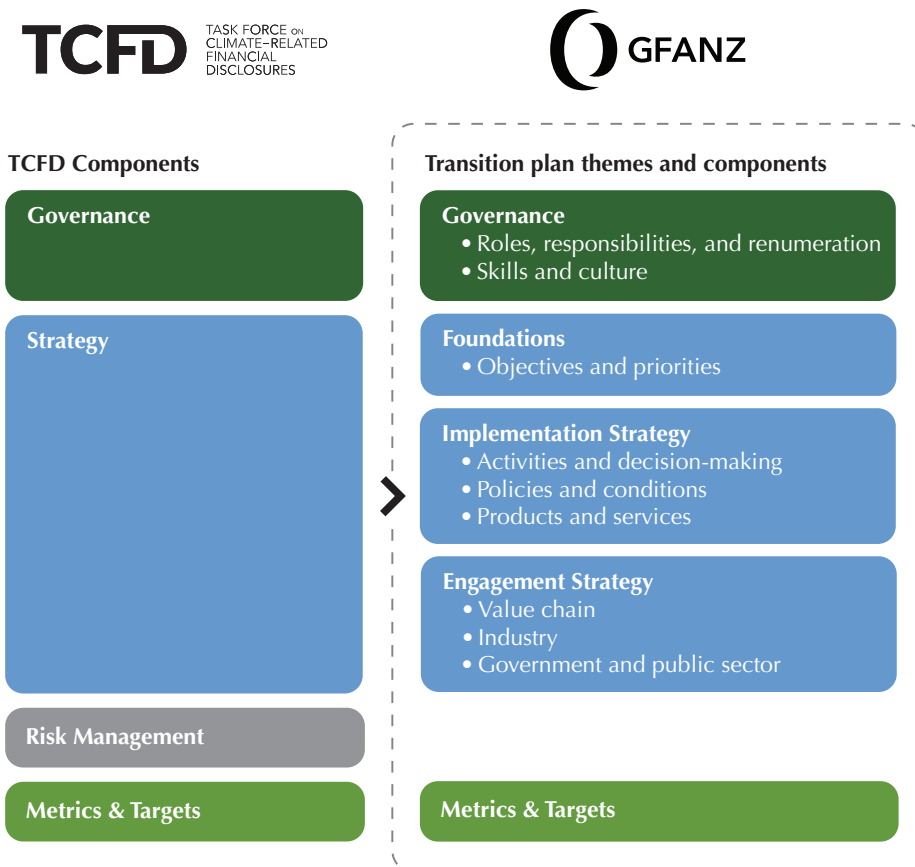 TCFD
TASK FORCE ON
CLIMATE-RELATED
FINANCIAL
DISCLOSURES
GFANZ
TCFD Components
Governance
Strategy
Risk Management
Metrics & Targets
Transition plan themes and components
Governance
• Roles, responsibilities, and renumeration
• Skills and culture
Foundations
• Objectives and priorities
Implementation Strategy
• Activities and decision-making
• Policies and conditions
• Products and services
Engagement Strategy
• Value chain
• Industry
• Government and public sector
Metrics & Targets